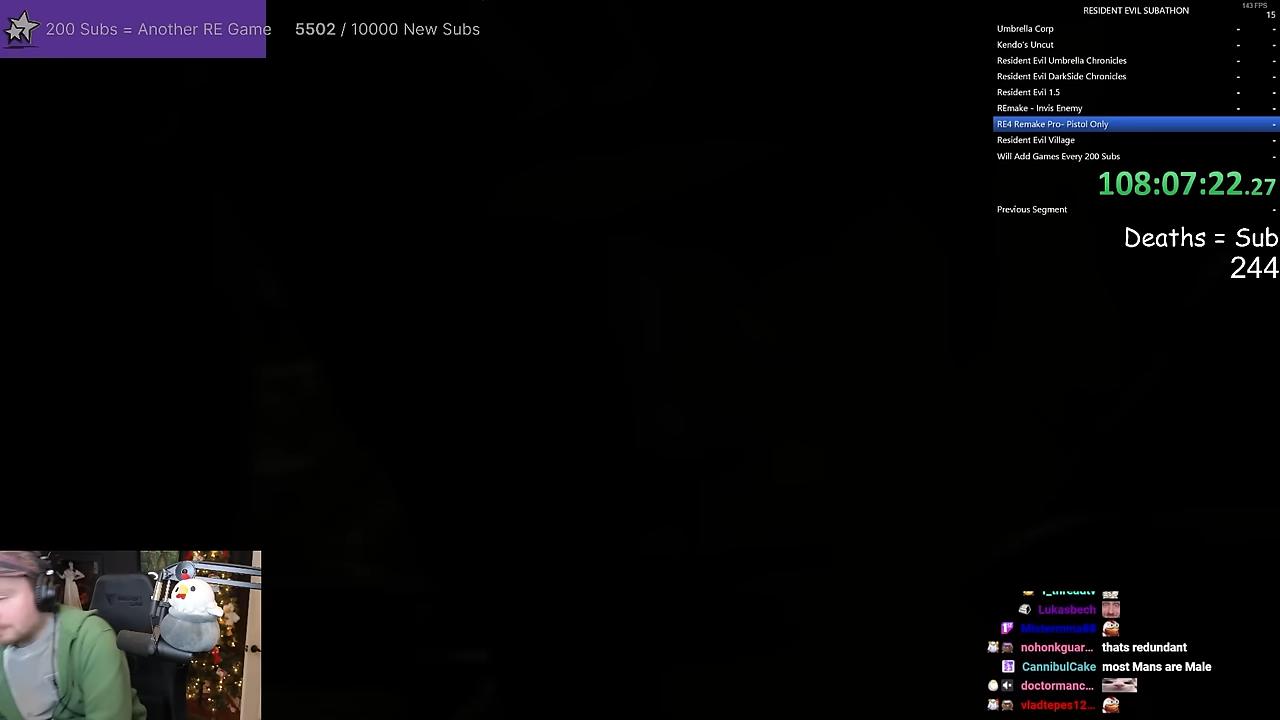 200 Subs = Another RE Game 5502 / 10000 New Subs
143 FPS
RESIDENT EVIL SUBATHON
15
Umbrella Corp - -
Kendo's Uncut - -
Resident Evil Umbrella Chronicles - -
Resident Evil DarkSide Chronicles - -
Resident Evil 1.5 - -
REmake - Invis Enemy - -
RE4 Remake Pro- Pistol Only -
Resident Evil Village -
Will Add Games Every 200 Subs -
108:07:22.27
Previous Segment -
Deaths = Sub
244
Lukasbech
nohonkguar... thats redundant
CannibulCake most Mans are Male
doctormanc...
vladtepes12...